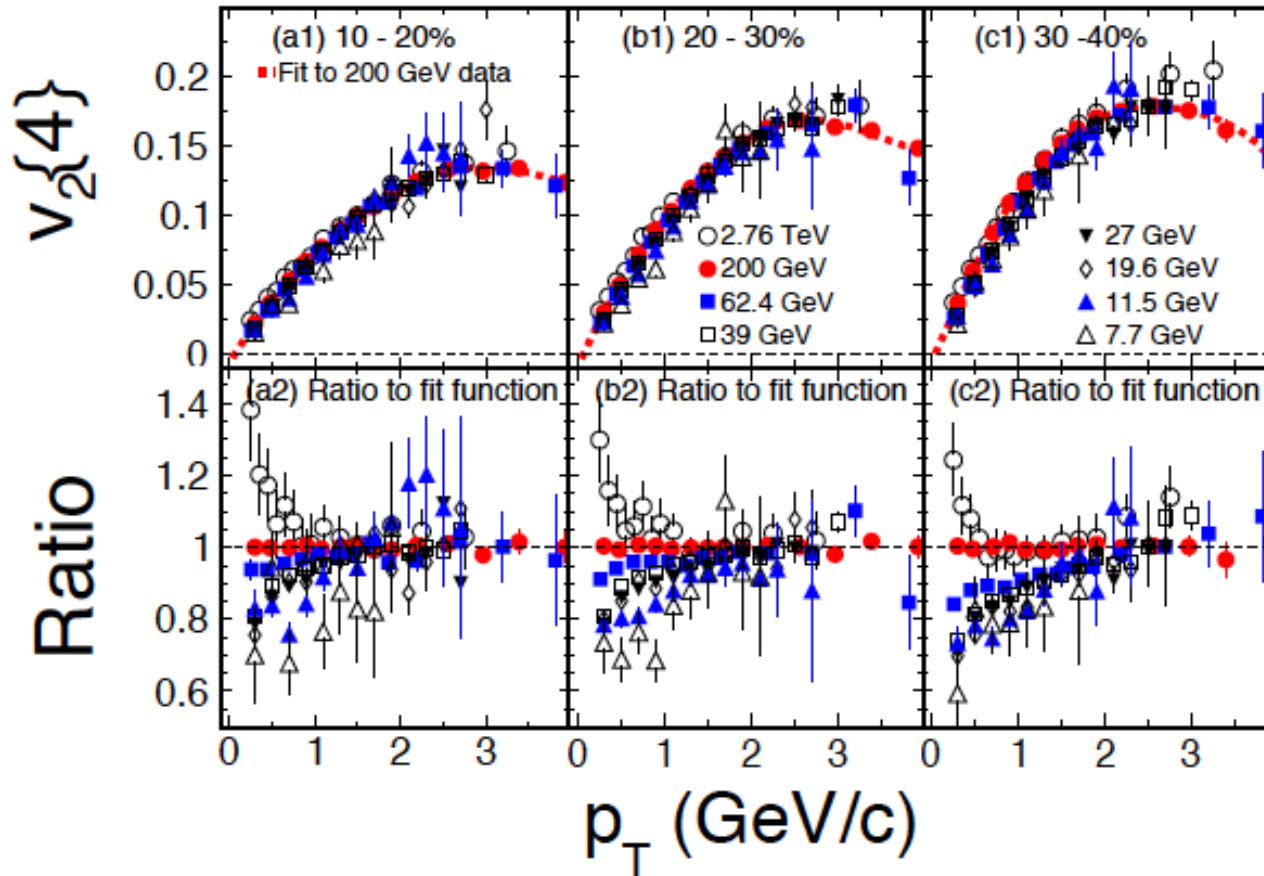 (a1) 10 - 20%
Fit to 200 GeV data
(b1) 20 - 30%
(c1) 30 -40%
v2{4}
0.2
0.15
0.1
0.05
0
2.76 TeV
200 GeV
62.4 GeV
39 GeV
27 GeV
19.6 GeV
11.5 GeV
7.7 GeV
(a2) Ratio to fit function
(b2) Ratio to fit function
(c2) Ratio to fit function
Ratio
1.4
1.2
1
0.8
0.6
0 1 2 3 0 1 2 3 0 1 2 3
pT (GeV/c)